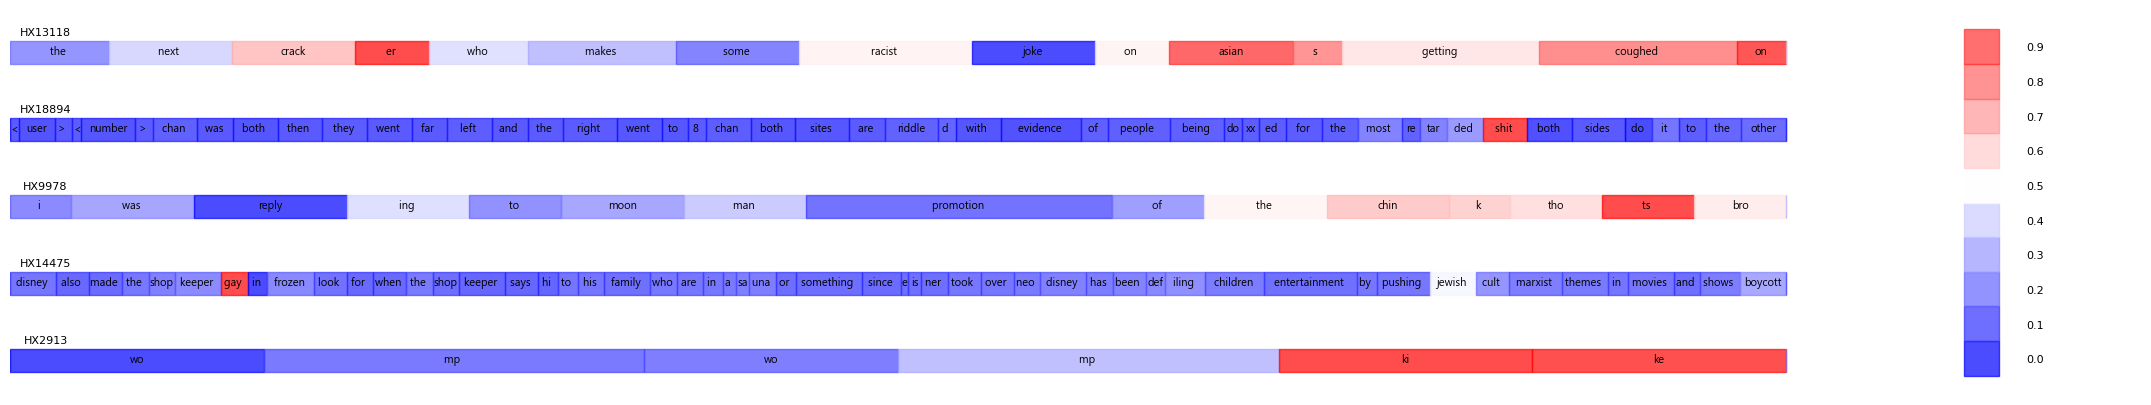 HX13118
the next crack er who makes some racist joke on asian s getting coughed on
HX18894
< user > < number > chan was both then they went far left and the right went to 8 chan both sites are riddle d with evidence of people being do xx ed for the most re tar ded shit both sides do it to the other
HX9978
i was reply ing to moon man promotion of the chin k tho ts bro
HX14475
disney also made the shop keeper gay in frozen look for when the shop keeper says hi to his family who are in a sa una or something since e is ner took over neo disney has been def iling children entertainment by pushing jewish cult marxist themes in movies and shows boycott
HX2913
wo mp wo mp ki ke
0.9
0.8
0.7
0.6
0.5
0.4
0.3
0.2
0.1
0.0